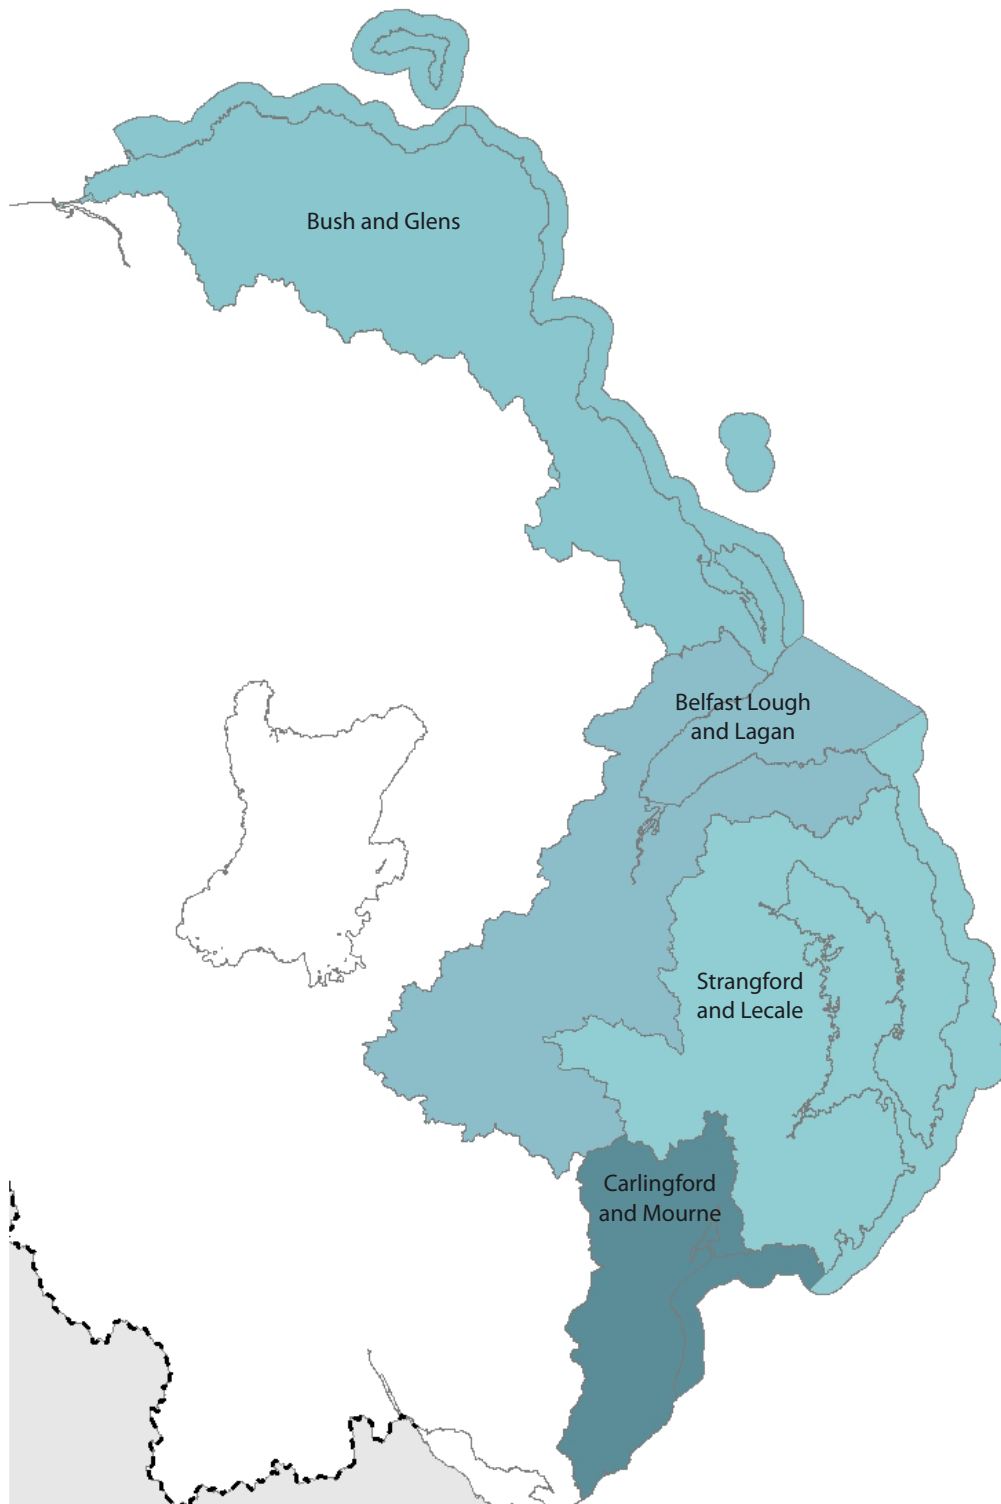 Bush and Glens
Belfast Lough
and Lagan
Strangford
and Lecale
Carlingford
and Mourne